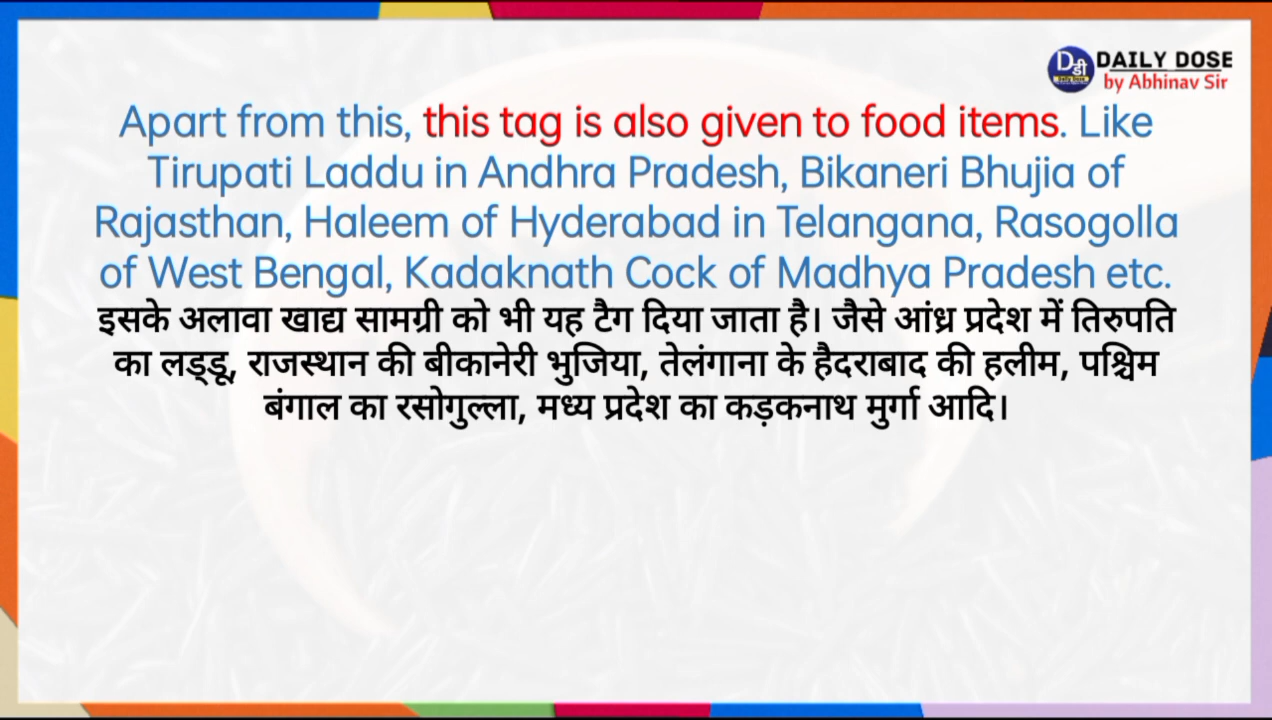 DAILY DOSE
by Abhinav Sir
Apart from this, this tag is also given to food items. Like
Tirupati Laddu in Andhra Pradesh, Bikaneri Bhujia of
Rajasthan, Haleem of Hyderabad in Telangana, Rasogolla
of West Bengal, Kadaknath Cock of Madhya Pradesh etc.
इसके अलावा खाद्य सामग्री को भी यह टैग दिया जाता है। जैसे आंध्र प्रदेश में तिरुपति
का लड्डू, राजस्थान की बीकानेरी भुजिया, तेलंगाना के हैदराबाद की हलीम, पश्चिम
बंगाल का रसोगुल्ला, मध्य प्रदेश का कड़कनाथ मुर्गा आदि।